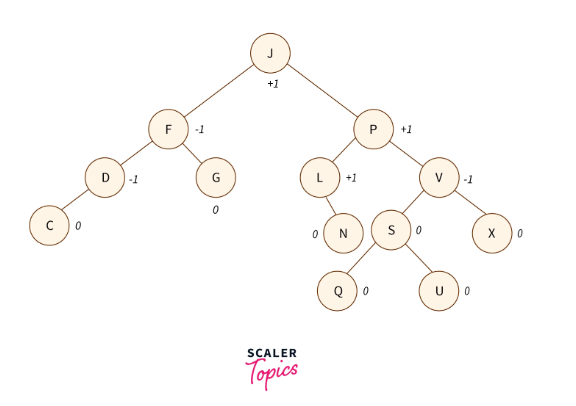 J
+1
F -1
P +1
D -1
G
0
L +1
V -1
C 0
0 N
S 0
X 0
Q 0
U 0
SCALER
Topics